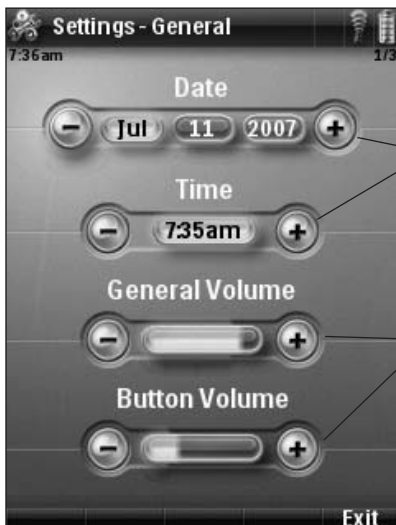 Settings - General
7:36am 1/3
Date
- Jul 11 2007 +
Time
- 7:35am +
General Volume
- +
Button Volume
- +
Exit